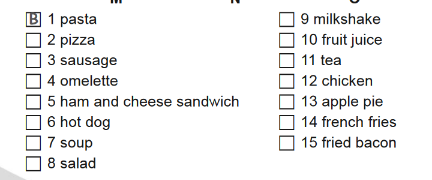 B 1 pasta
2 pizza
3 sausage
4 omelette
5 ham and cheese sandwich
6 hot dog
7 soup
8 salad
9 milkshake
10 fruit juice
11 tea
12 chicken
13 apple pie
14 french fries
15 fried bacon